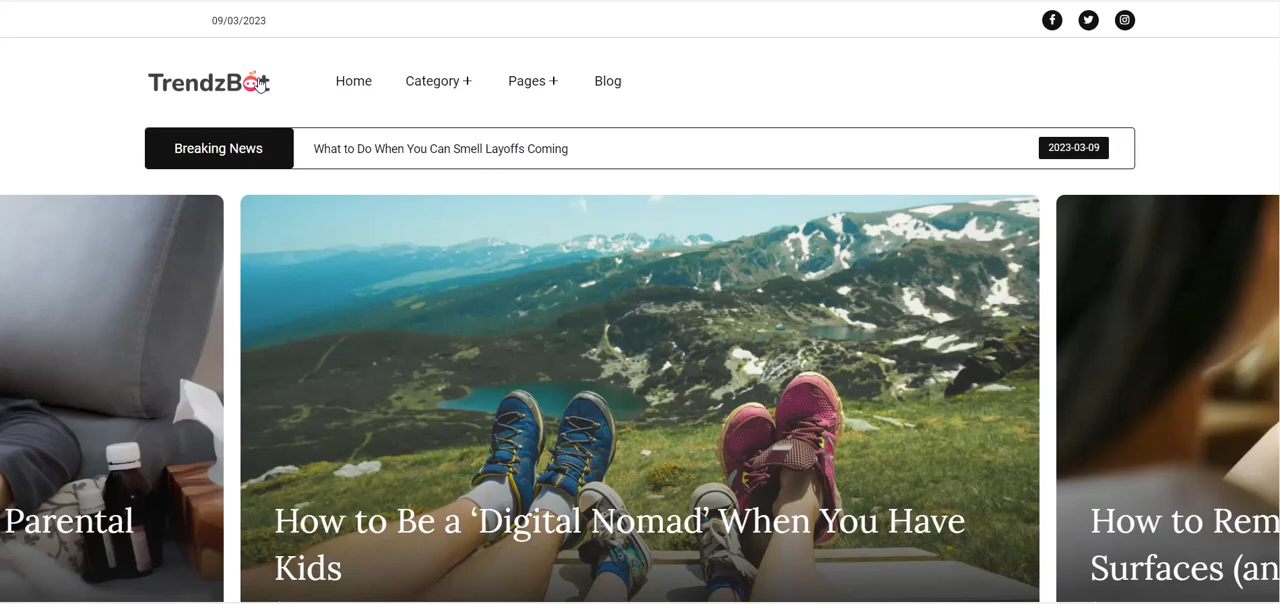 09/03/2023
TrendzBot
Home
Category +
Pages +
Blog
Breaking News
What to Do When You Can Smell Layoffs Coming
2023-03-09
Parental
How to Be a ‘Digital Nomad’ When You Have
Kids
How to Rem
Surfaces (an